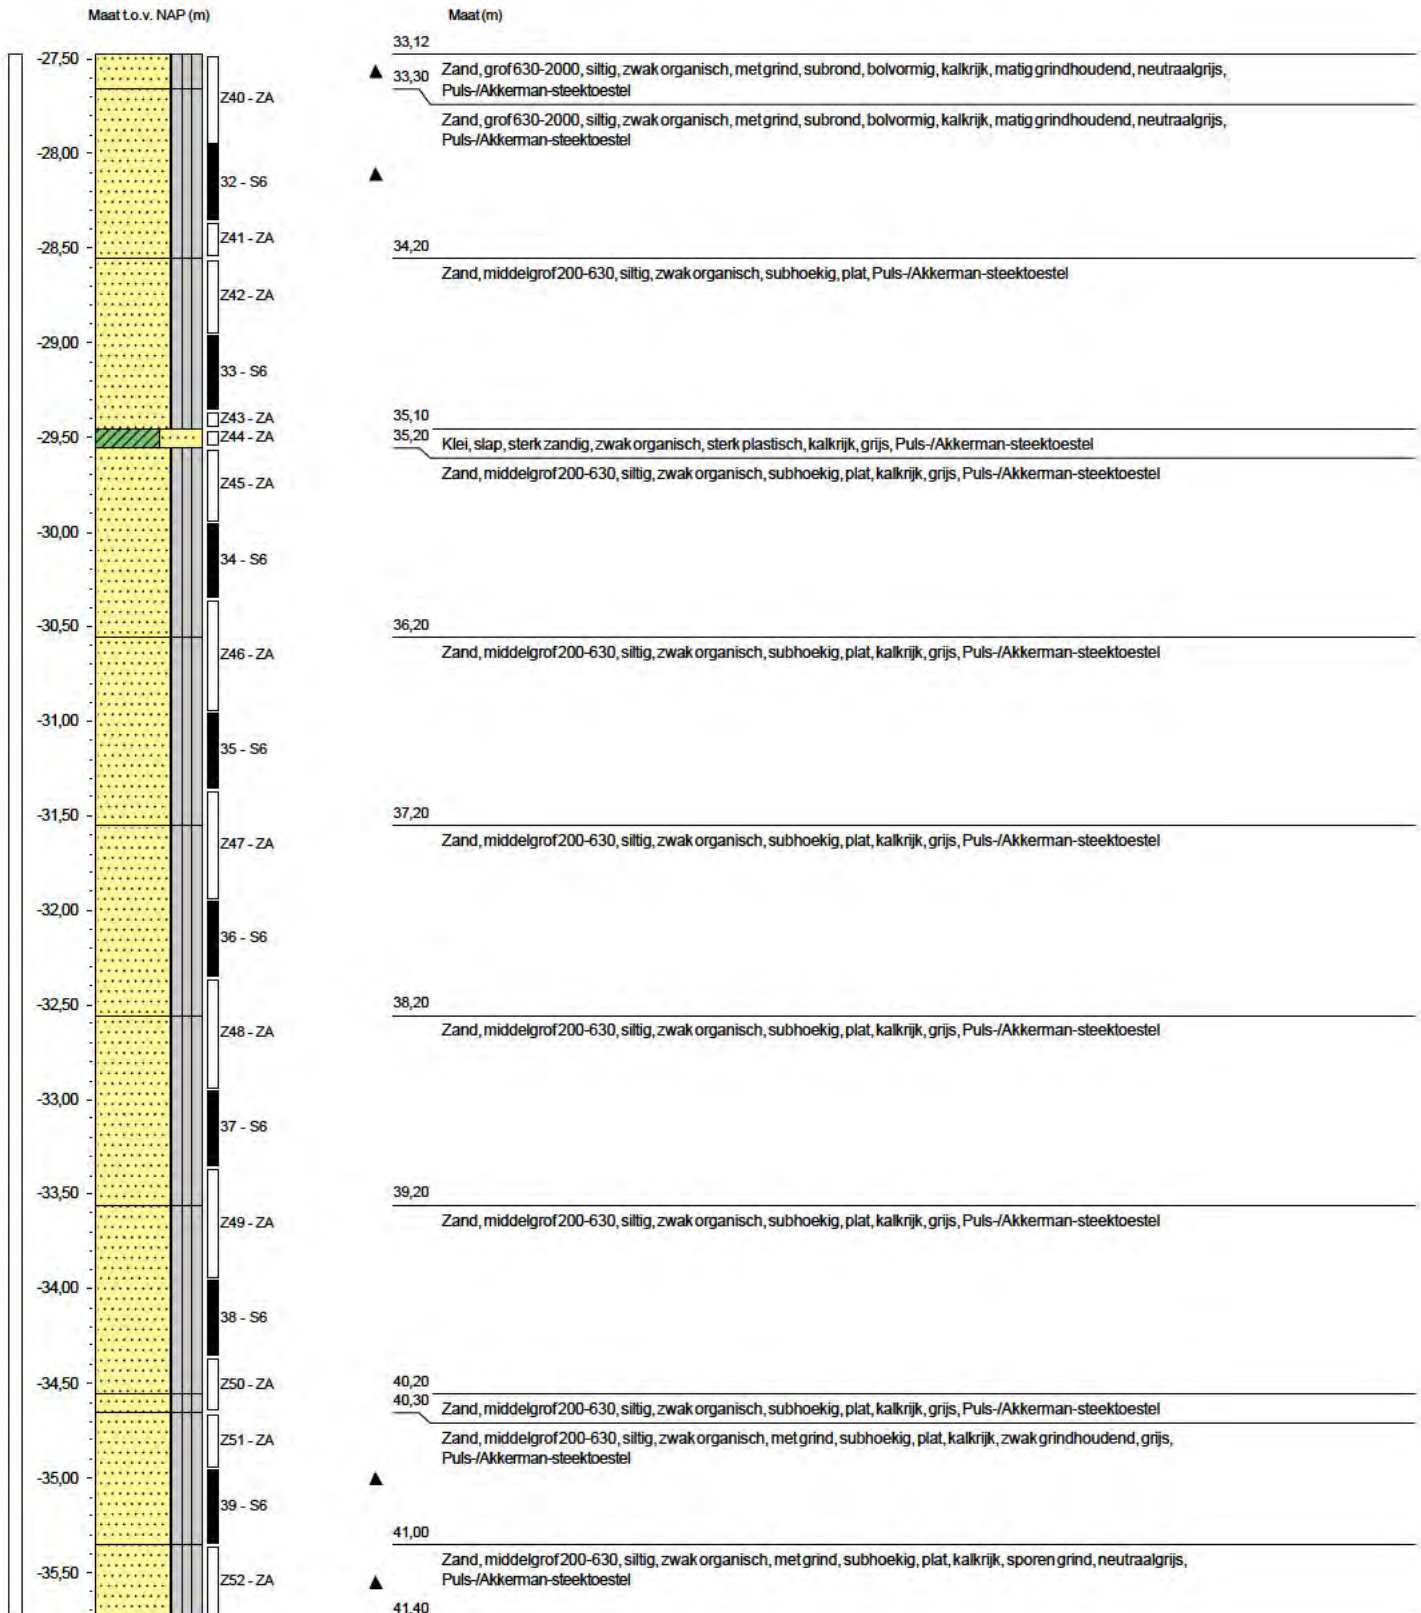 Maat t.o.v. NAP (m)
Maat (m)
33,12
-27,50
Zand, grof 630-2000, siltig, zwak organisch, met grind, subrond, bolvormig, kalkrijk, matig grindhoudend, neutraalgrijs,
33,30
Puls-/Akkerman-steektoestel
Z40 - ZA
Zand, grof 630-2000, siltig, zwak organisch, met grind, subrond, bolvormig, kalkrijk, matig grindhoudend, neutraalgrijs,
Puls-/Akkerman-steektoestel
-28,00
32 - S6
Z41 - ZA
-28,50
34,20
Zand, middelgrof 200-630, siltig, zwak organisch, subhoekig, plat, Puls-/Akkerman-steektoestel
Z42 - ZA
-29,00
33 - S6
35,10
Z43 - ZA
-29,50
Z44 - ZA
35,20
Klei, slap, sterk zandig, zwak organisch, sterk plastisch, kalkrijk, grijs, Puls-/Akkerman-steektoestel
Zand, middelgrof 200-630, siltig, zwak organisch, subhoekig, plat, kalkrijk, grijs, Puls-/Akkerman-steektoestel
Z45 - ZA
-30,00
34 - S6
-30,50
36,20
Z46 - ZA
Zand, middelgrof 200-630, siltig, zwak organisch, subhoekig, plat, kalkrijk, grijs, Puls-/Akkerman-steektoestel
-31,00
35 - S6
-31,50
37,20
Z47 - ZA
Zand, middelgrof 200-630, siltig, zwak organisch, subhoekig, plat, kalkrijk, grijs, Puls-/Akkerman-steektoestel
-32,00
36 - S6
-32,50
38,20
Z48 - ZA
Zand, middelgrof 200-630, siltig, zwak organisch, subhoekig, plat, kalkrijk, grijs, Puls-/Akkerman-steektoestel
-33,00
37 - S6
-33,50
39,20
Z49 - ZA
Zand, middelgrof 200-630, siltig, zwak organisch, subhoekig, plat, kalkrijk, grijs, Puls-/Akkerman-steektoestel
-34,00
38 - S6
-34,50
Z50 - ZA
40,20
40,30
Zand, middelgrof 200-630, siltig, zwak organisch, subhoekig, plat, kalkrijk, grijs, Puls-/Akkerman-steektoestel
Z51 - ZA
Zand, middelgrof 200-630, siltig, zwak organisch, met grind, subhoekig, plat, kalkrijk, zwak grindhoudend, grijs,
Puls-/Akkerman-steektoestel
-35,00
39 - S6
41,00
Zand, middelgrof 200-630, siltig, zwak organisch, met grind, subhoekig, plat, kalkrijk, sporen grind, neutraalgrijs,
Puls-/Akkerman-steektoestel
-35,50
Z52 - ZA
41,40